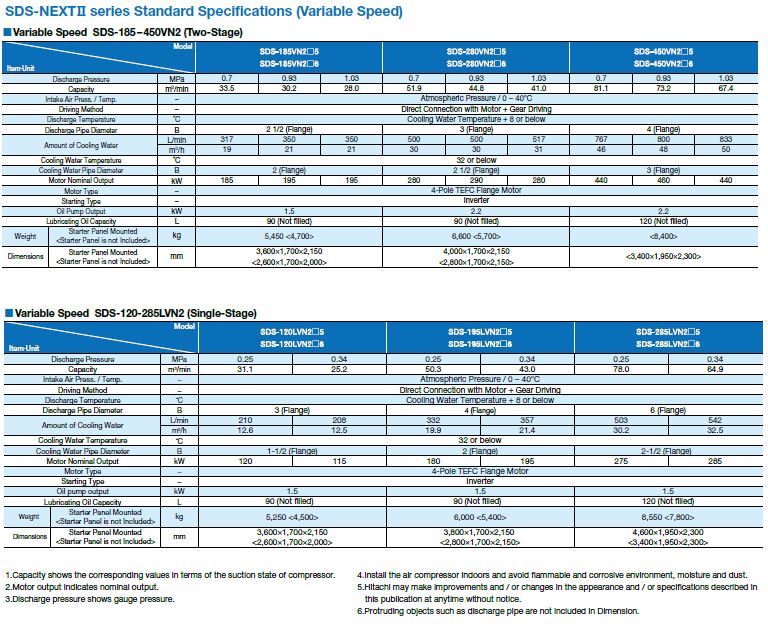 SDS-NEXTII series Standard Specifications (Variable Speed)
■Variable Speed SDS-185–450VN2 (Two-Stage)
Model
Item·Unit
SDS-185VN2□5 SDS-280VN2□5 SDS-450VN2□5
SDS-185VN2□6 SDS-280VN2□6 SDS-450VN2□6
Discharge Pressure MPa 0.7 0.93 1.03 0.7 0.93 1.03 0.7 0.93 1.03
Capacity m³/min 33.5 30.2 28.0 51.9 44.8 41.0 81.1 73.2 67.4
Intake Air Press. / Temp. – Atmospheric Pressure / 0 – 40°C
Driving Method – Direct Connection with Motor + Gear Driving
Discharge Temperature °C Cooling Water Temperature + 8 or below
Discharge Pipe Diameter B 2 1/2 (Flange) 3 (Flange) 4 (Flange)
Amount of Cooling Water L/min 317 350 350 500 500 517 767 800 833
m³/h 19 21 21 30 30 31 46 48 50
Cooling Water Temperature °C 32 or below
Cooling Water Pipe Diameter B 2 (Flange) 2 1/2 (Flange) 3 (Flange)
Motor Nominal Output kW 185 195 195 280 290 280 440 460 440
Motor Type – 4-Pole TEFC Flange Motor
Starting Type – Inverter
Oil Pump Output kW 1.5 2.2 2.2
Lubricating Oil Capacity L 90 (Not filled) 90 (Not filled) 120 (Not filled)
Weight Starter Panel Mounted <Starter Panel is not Included> kg 5,450 <4,700> 6,600 <5,700> <8,400>
Dimensions Starter Panel Mounted <Starter Panel is not Included> mm 3,600×1,700×2,150 4,000×1,700×2,150 <3,400×1,950×2,300>
<2,600×1,700×2,000> <2,800×1,700×2,150>
■Variable Speed SDS-120-285LVN2 (Single-Stage)
Model
Item·Unit
SDS-120LVN2□5 SDS-195LVN2□5 SDS-285LVN2□5
SDS-120LVN2□6 SDS-195LVN2□6 SDS-285LVN2□6
Discharge Pressure MPa 0.25 0.34 0.25 0.34 0.25 0.34
Capacity m³/min 31.1 25.2 50.3 43.0 78.0 64.9
Intake Air Press. / Temp. – Atmospheric Pressure / 0 – 40°C
Driving Method – Direct Connection with Motor + Gear Driving
Discharge Temperature °C Cooling Water Temperature + 8 or below
Discharge Pipe Diameter B 3 (Flange) 4 (Flange) 6 (Flange)
Amount of Cooling Water L/min 210 208 332 357 503 542
m³/h 12.6 12.5 19.9 21.4 30.2 32.5
Cooling Water Temperature °C 32 or below
Cooling Water Pipe Diameter B 1-1/2 (Flange) 2 (Flange) 2-1/2 (Flange)
Motor Nominal Output kW 120 115 180 195 275 285
Motor Type – 4-Pole TEFC Flange Motor
Starting Type – Inverter
Oil pump output kW 1.5 1.5 1.5
Lubricating Oil Capacity L 90 (Not filled) 90 (Not filled) 120 (Not filled)
Weight Starter Panel Mounted <Starter Panel is not Included> kg 5,250 <4,500> 6,000 <5,400> 8,550 <7,800>
Dimensions Starter Panel Mounted <Starter Panel is not Included> mm 3,600×1,700×2,150 3,800×1,700×2,150 4,600×1,950×2,300
<2,600×1,700×2,000> <2,800×1,700×2,150> <3,400×1,950×2,300>
1.Capacity shows the corresponding values in terms of the suction state of compressor.
2.Motor output indicates nominal output.
3.Discharge pressure shows gauge pressure.
4.Install the air compressor indoors and avoid flammable and corrosive environment, moisture and dust.
5.Hitachi may make improvements and / or changes in the appearance and / or specifications described in
this publication at anytime without notice.
6.Protruding objects such as discharge pipe are not included in Dimension.